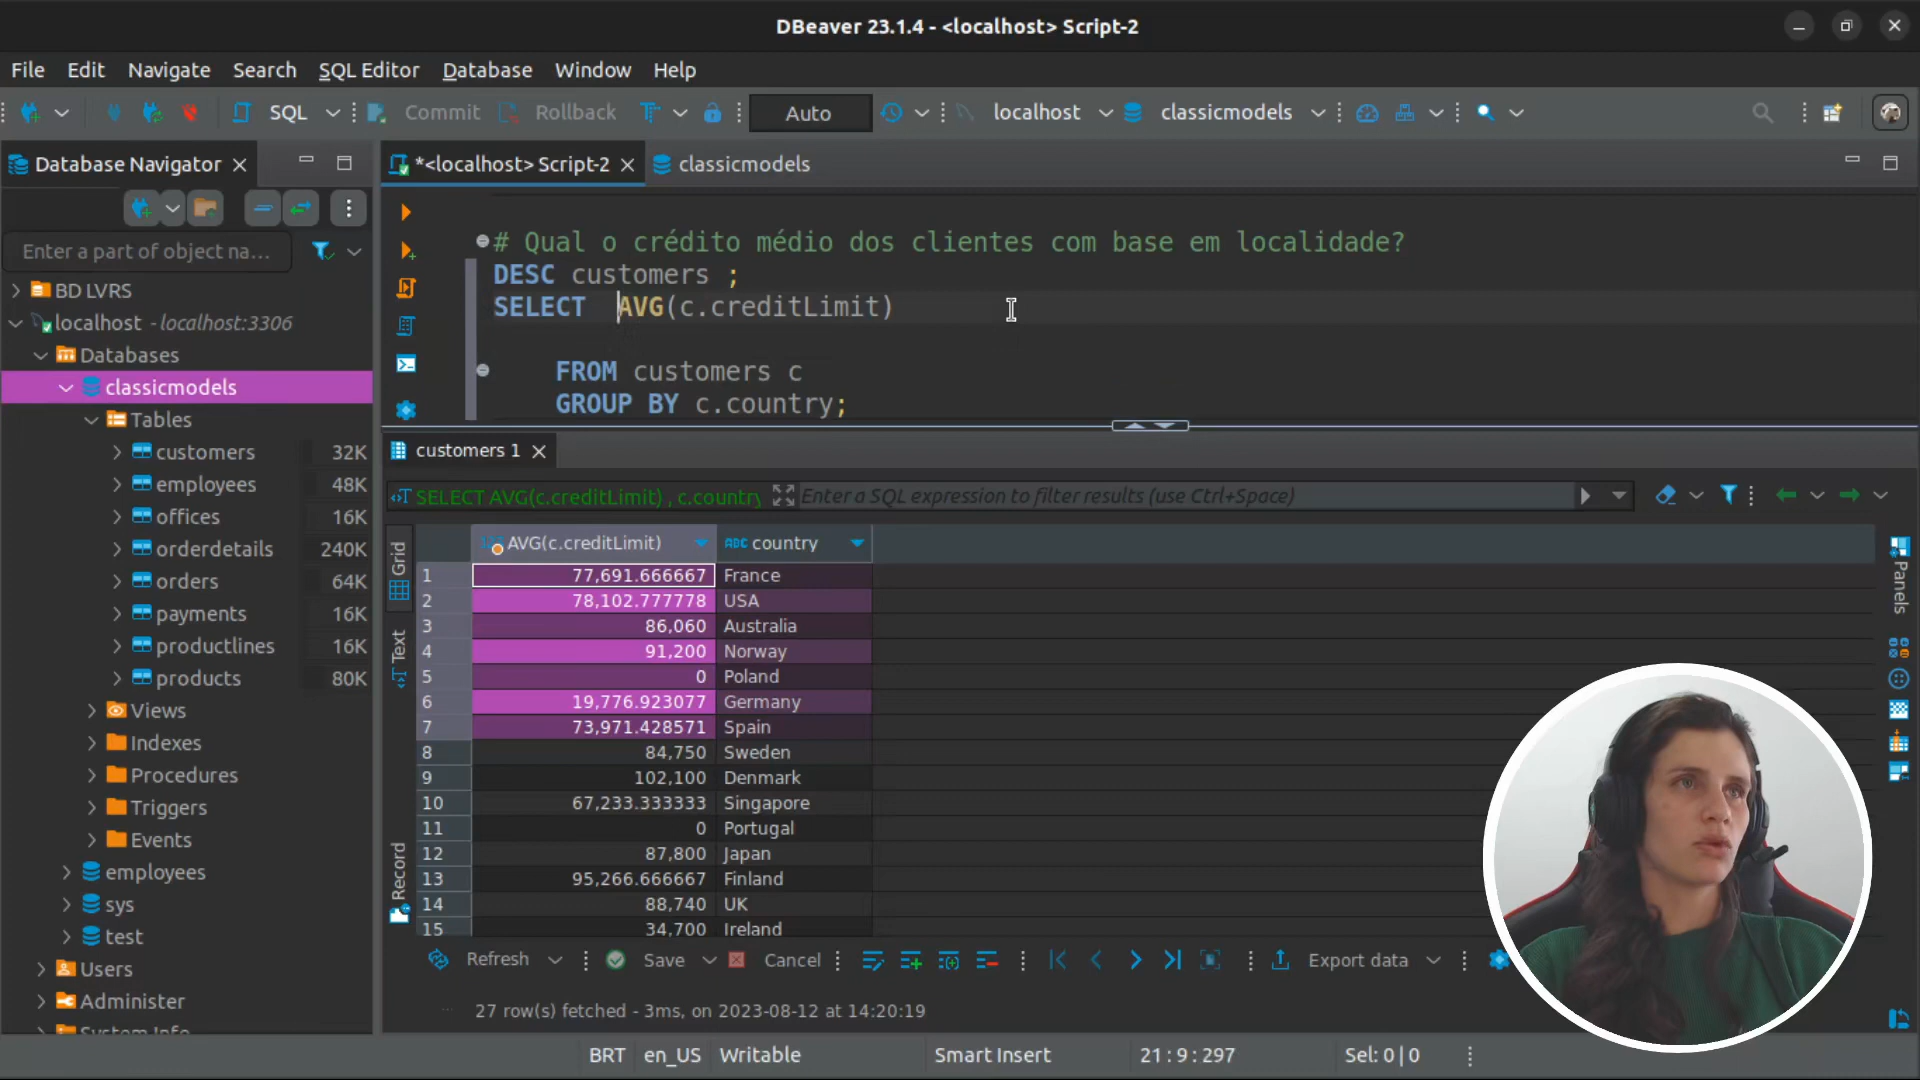 DBeaver 23.1.4 - <localhost> Script-2
File Edit Navigate Search SQL Editor Database Window Help
SQL Commit Rollback Auto localhost classicmodels
Database Navigator
*<localhost> Script-2 classicmodels
Enter a part of object na...
BD LVRS
localhost - localhost:3306
Databases
classicmodels
Tables
customers 32K
employees 48K
offices 16K
orderdetails 240K
orders 64K
payments 16K
productlines 16K
products 80K
Views
Indexes
Procedures
Triggers
Events
employees
sys
test
Users
Administer
System Info
# Qual o crédito médio dos clientes com base em localidade?
DESC customers ;
SELECT AVG(c.creditLimit)
FROM customers c
GROUP BY c.country;
customers 1
SELECT AVG(c.creditLimit) , c.country Enter a SQL expression to filter results (use Ctrl+Space)
Grid
Text
Record
123 AVG(c.creditLimit) ABC country
1 77,691.666667 France
2 78,102.777778 USA
3 86,060 Australia
4 91,200 Norway
5 0 Poland
6 19,776.923077 Germany
7 73,971.428571 Spain
8 84,750 Sweden
9 102,100 Denmark
10 67,233.333333 Singapore
11 0 Portugal
12 87,800 Japan
13 95,266.666667 Finland
14 88,740 UK
15 34,700 Ireland
Panels
Refresh Save Cancel Export data
27 row(s) fetched - 3ms, on 2023-08-12 at 14:20:19
BRT en_US Writable Smart Insert 21:9:297 Sel: 0|0